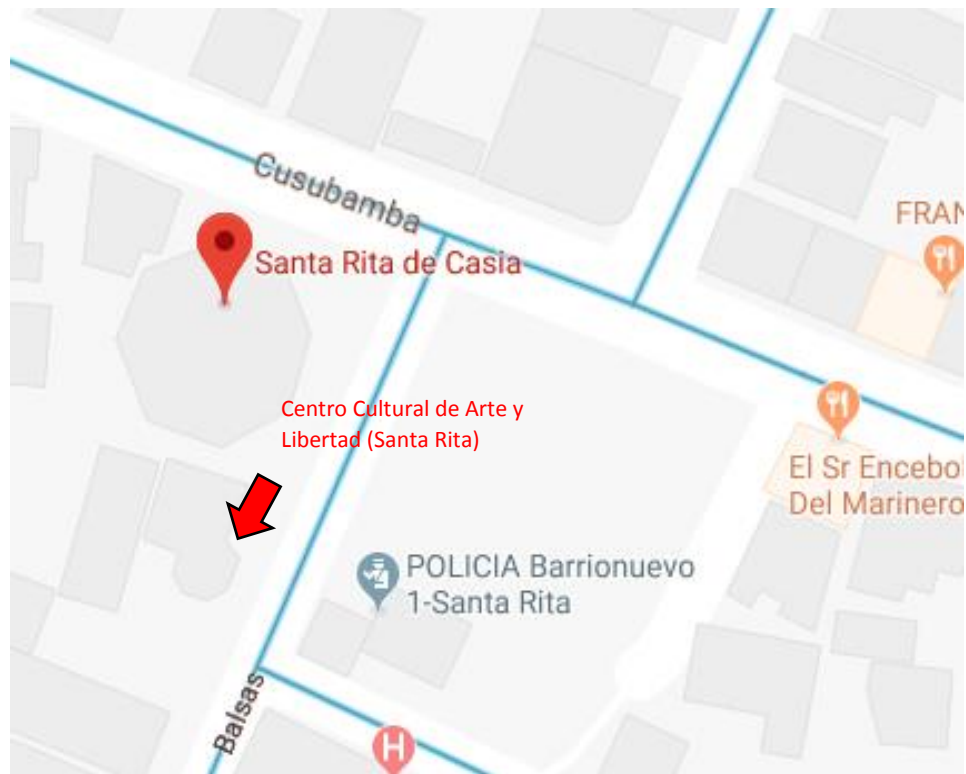 Cusubamba
FRAN
Santa Rita de Casia
Centro Cultural de Arte y
Libertad (Santa Rita)
El Sr Encebol
Del Marinero
POLICIA Barrionuevo
1-Santa Rita
Balsas
H